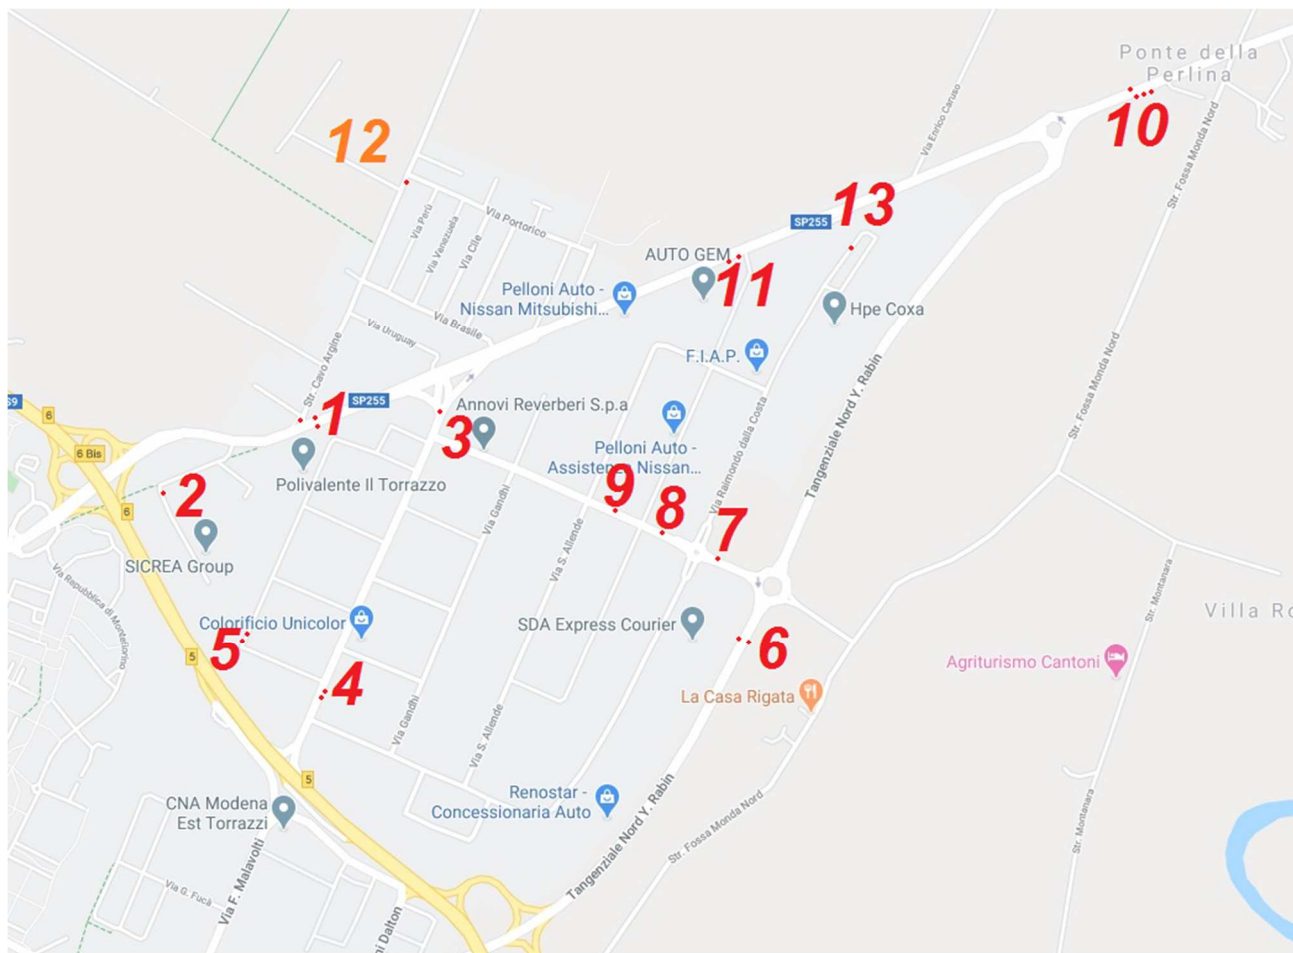 Ponte della
Perlina
10
12
Via Enrico Caruso
Str. Fossa Monda Nord
13
SP255
Via Perù
Via Venezuela
Via Cile
Via Portorico
AUTO GEM
11
Pelloni Auto -
Nissan Mitsubishi...
Hpe Coxa
Via Uruguay
Via Brasile
F.I.A.P.
Str. Cavo Argine
Str. Fossa Monda Nord
Tangenziale Nord Y. Rabin
S9
6
1
SP255
Annovi Reverberi S.p.a
3
Pelloni Auto -
Assistenza Nissan...
Via Raimondo dalla Costa
6 Bis
Polivalente Il Torrazzo
2
6
9
8
7
Via Gandhi
Via S. Allende
SICREA Group
Via Repubblica di Montefiorino
Str. Montanara
Villa Ro
Colorificio Unicolor
SDA Express Courier
5
5
6
Agriturismo Cantoni
4
La Casa Rigata
Via Gandhi
Via S. Allende
5
Renostar -
Concessionaria Auto
CNA Modena
Est Torrazzi
Tangenziale Nord Y. Rabin
Str. Fossa Monda Nord
Str. Montanara
Via G. Fucà
Via F. Malavolti
ni Dalton